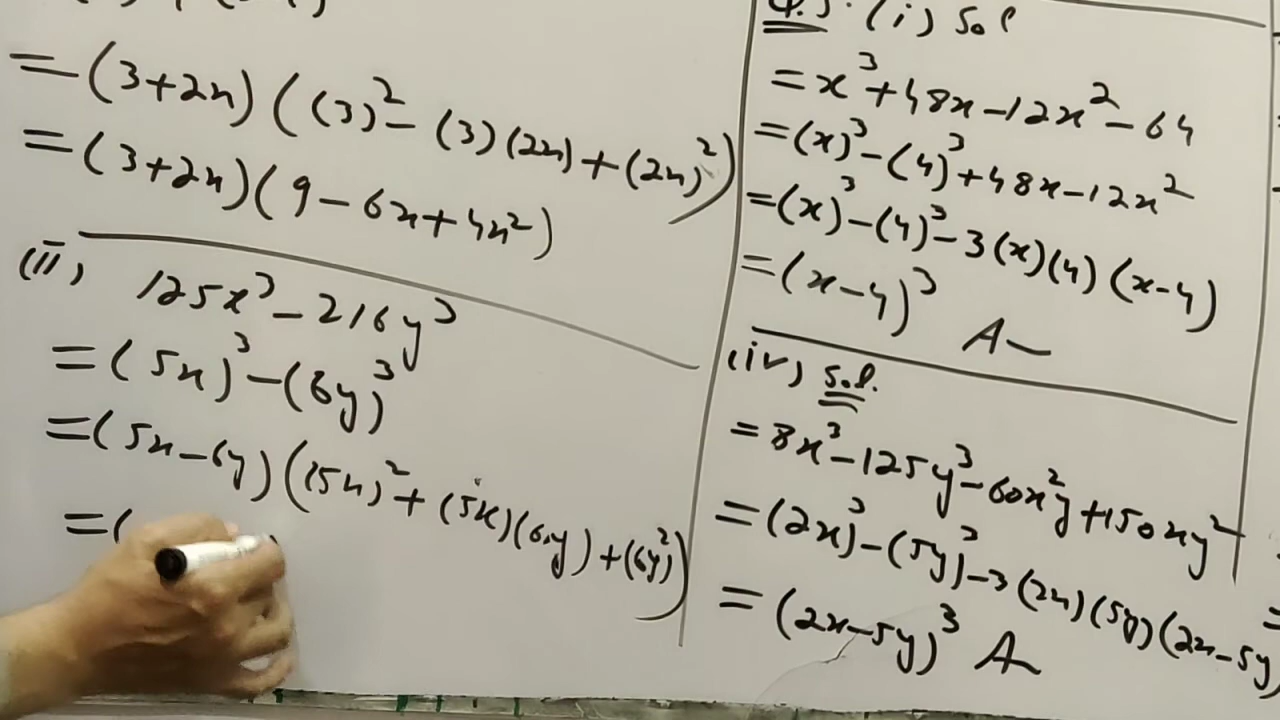 =(3+2x)((3)²-(3)(2x)+(2x)²)
=(3+2x)(9-6x+4x²)
(ii) 125x³-216y³
=(5x)³-(6y)³
=(5x-6y)((5x)²+(5x)(6y)+(6y)²)
=(
(i) Sol
=x³+48x-12x²-64
=(x)³-(4)³+48x-12x²
=(x)³-(4)³-3(x)(4)(x-4)
=(x-4)³ A
(iv) Sol.
=8x³-125y³-60x²y+150xy²
=(2x)³-(5y)³-3(2x)(5y)(2x-5y)
=(2x-5y)³ A